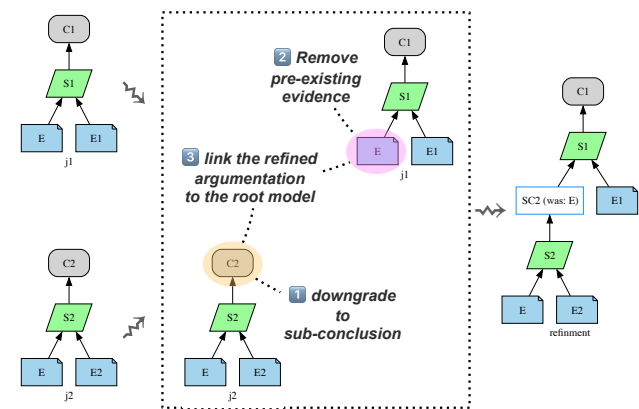 C1
S1
E E1
j1
C2
S2
E E2
j2
2 Remove
pre-existing
evidence
C1
S1
E E1
j1
3 link the refined
argumentation
to the root model
C2
1 downgrade
to
sub-conclusion
S2
E E2
j2
C1
S1
SC2 (was: E) E1
S2
E E2
refinment